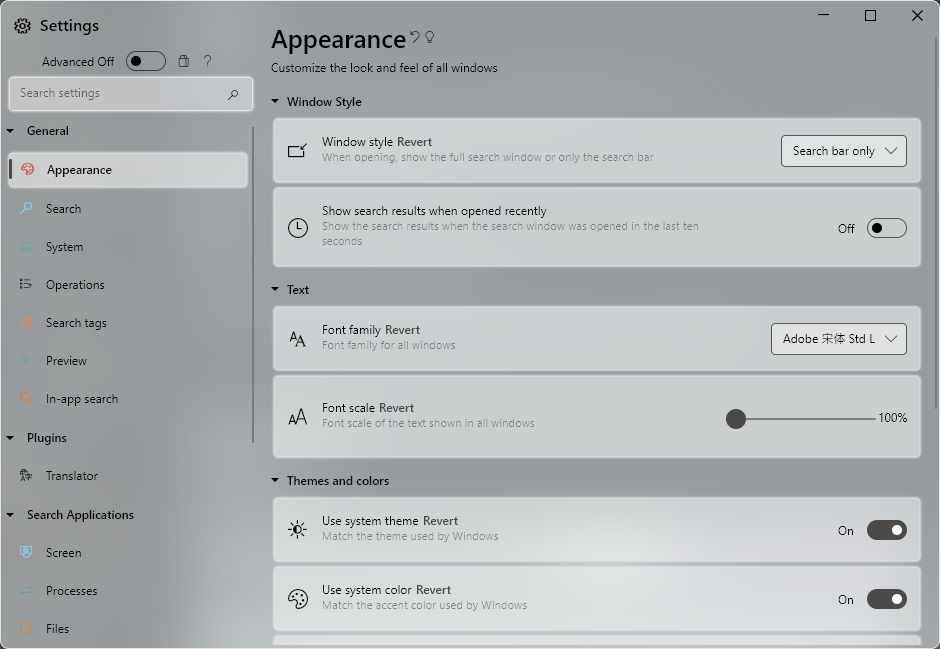 Settings
Advanced Off
?
Search settings
General
Appearance
Search
System
Operations
Search tags
Preview
In-app search
Plugins
Translator
Search Applications
Screen
Processes
Files
Appearance
Customize the look and feel of all windows
Window Style
Window style Revert
When opening, show the full search window or only the search bar
Search bar only
Show search results when opened recently
Show the search results when the search window was opened in the last ten
seconds
Off
Text
Font family Revert
Font family for all windows
Adobe 宋体 Std L
Font scale Revert
Font scale of the text shown in all windows
100%
Themes and colors
Use system theme Revert
Match the theme used by Windows
On
Use system color Revert
Match the accent color used by Windows
On